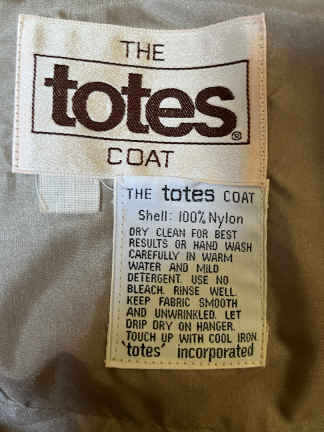 THE
totes®
COAT
THE totes COAT
Shell: 100% Nylon
DRY CLEAN FOR BEST
RESULTS OR HAND WASH
CAREFULLY IN WARM
WATER AND MILD
DETERGENT. USE NO
BLEACH. RINSE WELL.
KEEP FABRIC SMOOTH
AND UNWRINKLED. LET
DRIP DRY ON HANGER.
TOUCH UP WITH COOL IRON.
'totes' incorporated